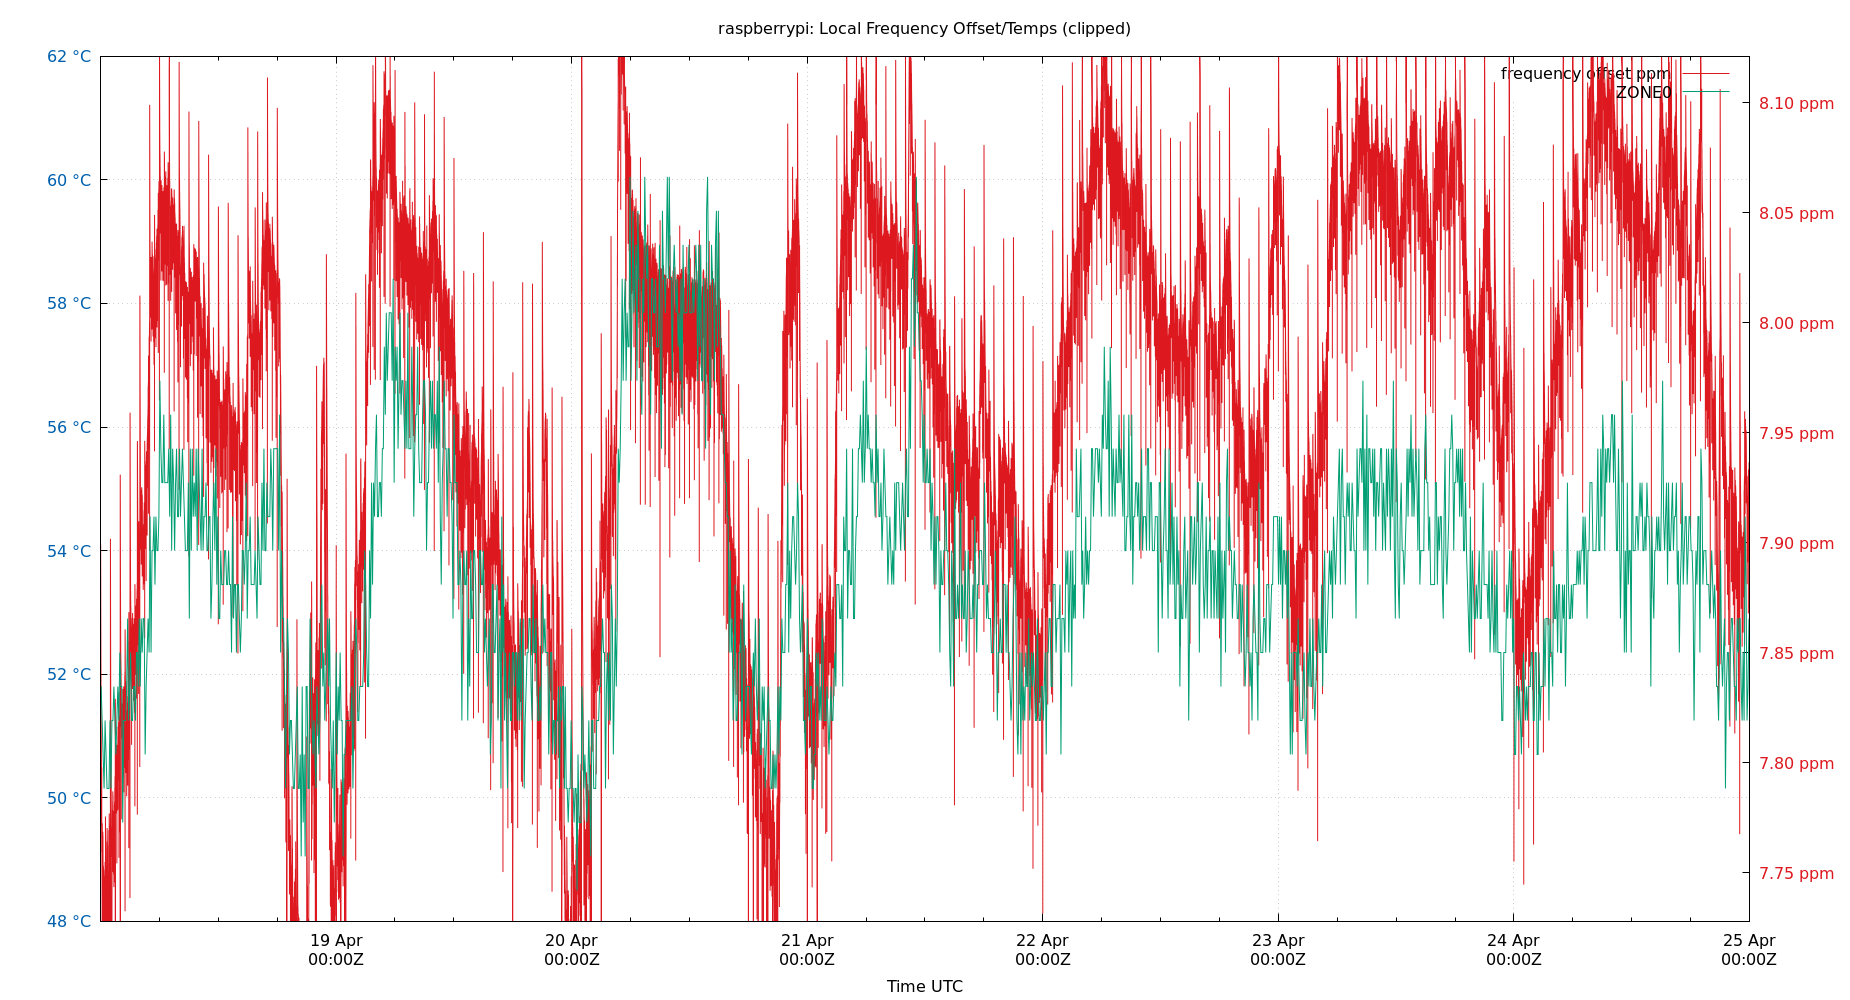 raspberrypi: Local Frequency Offset/Temps (clipped)
62 °C
60 °C
58 °C
56 °C
54 °C
52 °C
50 °C
48 °C
frequency offset ppm
ZONE0
8.10 ppm
8.05 ppm
8.00 ppm
7.95 ppm
7.90 ppm
7.85 ppm
7.80 ppm
7.75 ppm
19 Apr 20 Apr 21 Apr 22 Apr 23 Apr 24 Apr 25 Apr
00:00Z 00:00Z 00:00Z 00:00Z 00:00Z 00:00Z 00:00Z
Time UTC